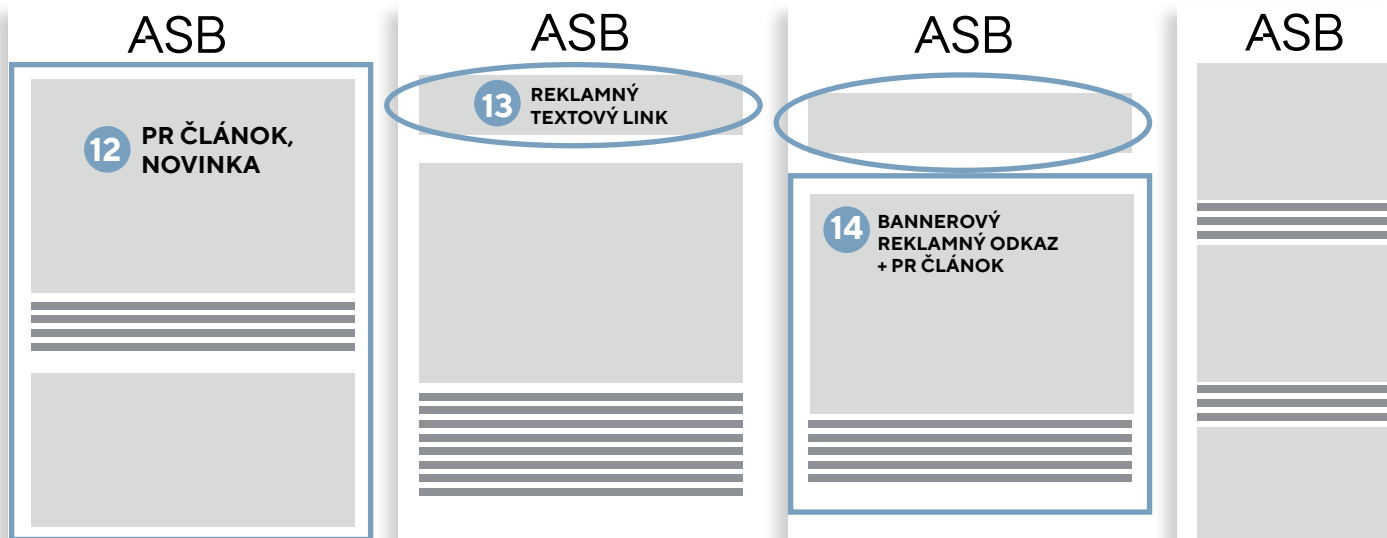 ASB
12 PR ČLÁNOK,
NOVINKA
ASB
13 REKLAMNÝ
TEXTOVÝ LINK
ASB
14 BANNEROVÝ
REKLAMNÝ ODKAZ
+ PR ČLÁNOK
ASB